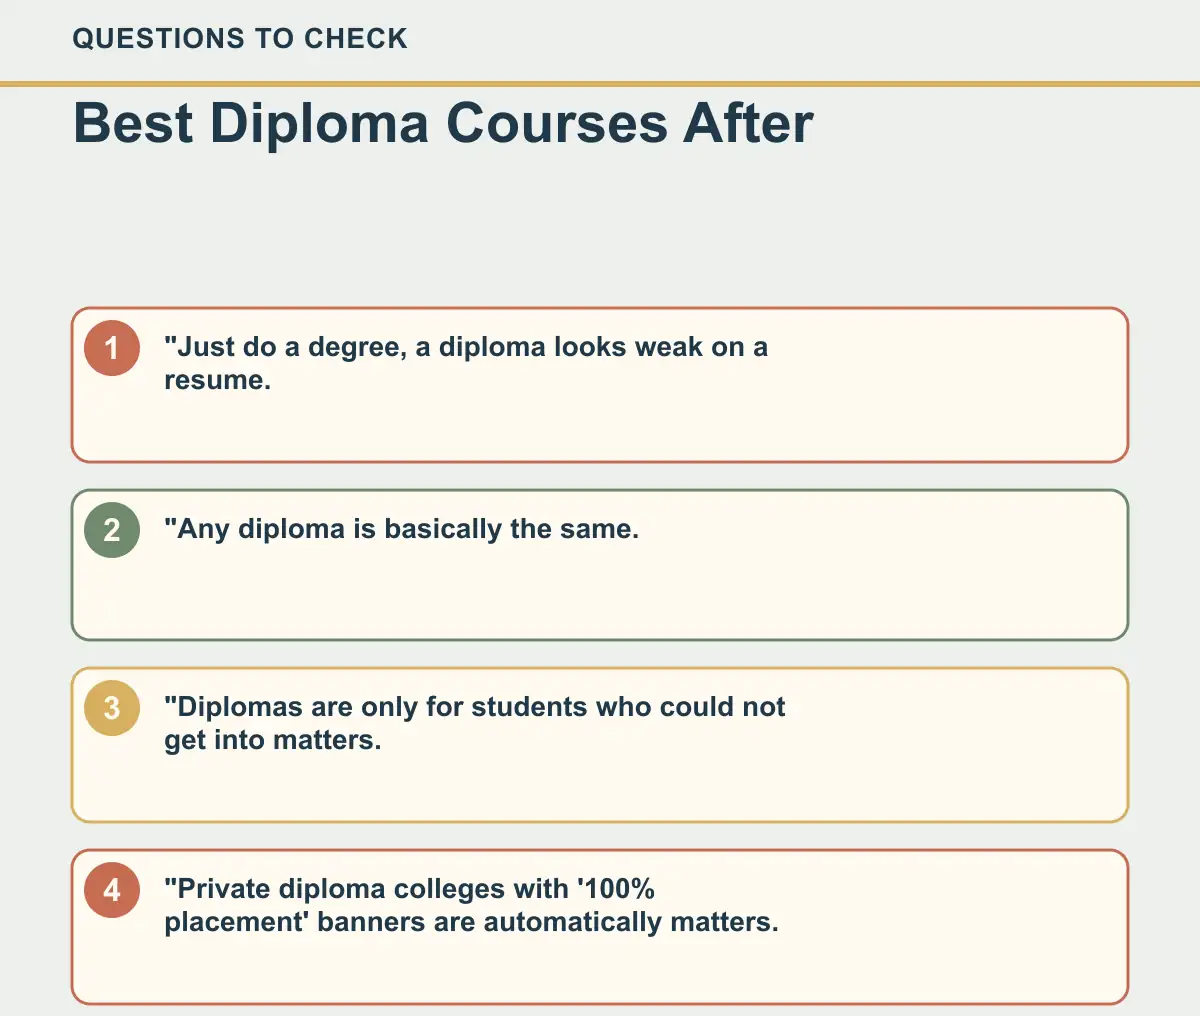 QUESTIONS TO CHECK
Best Diploma Courses After
1
"Just do a degree, a diploma looks weak on a
resume.
2
"Any diploma is basically the same.
3
"Diplomas are only for students who could not
get into matters.
4
"Private diploma colleges with '100%
placement' banners are automatically matters.